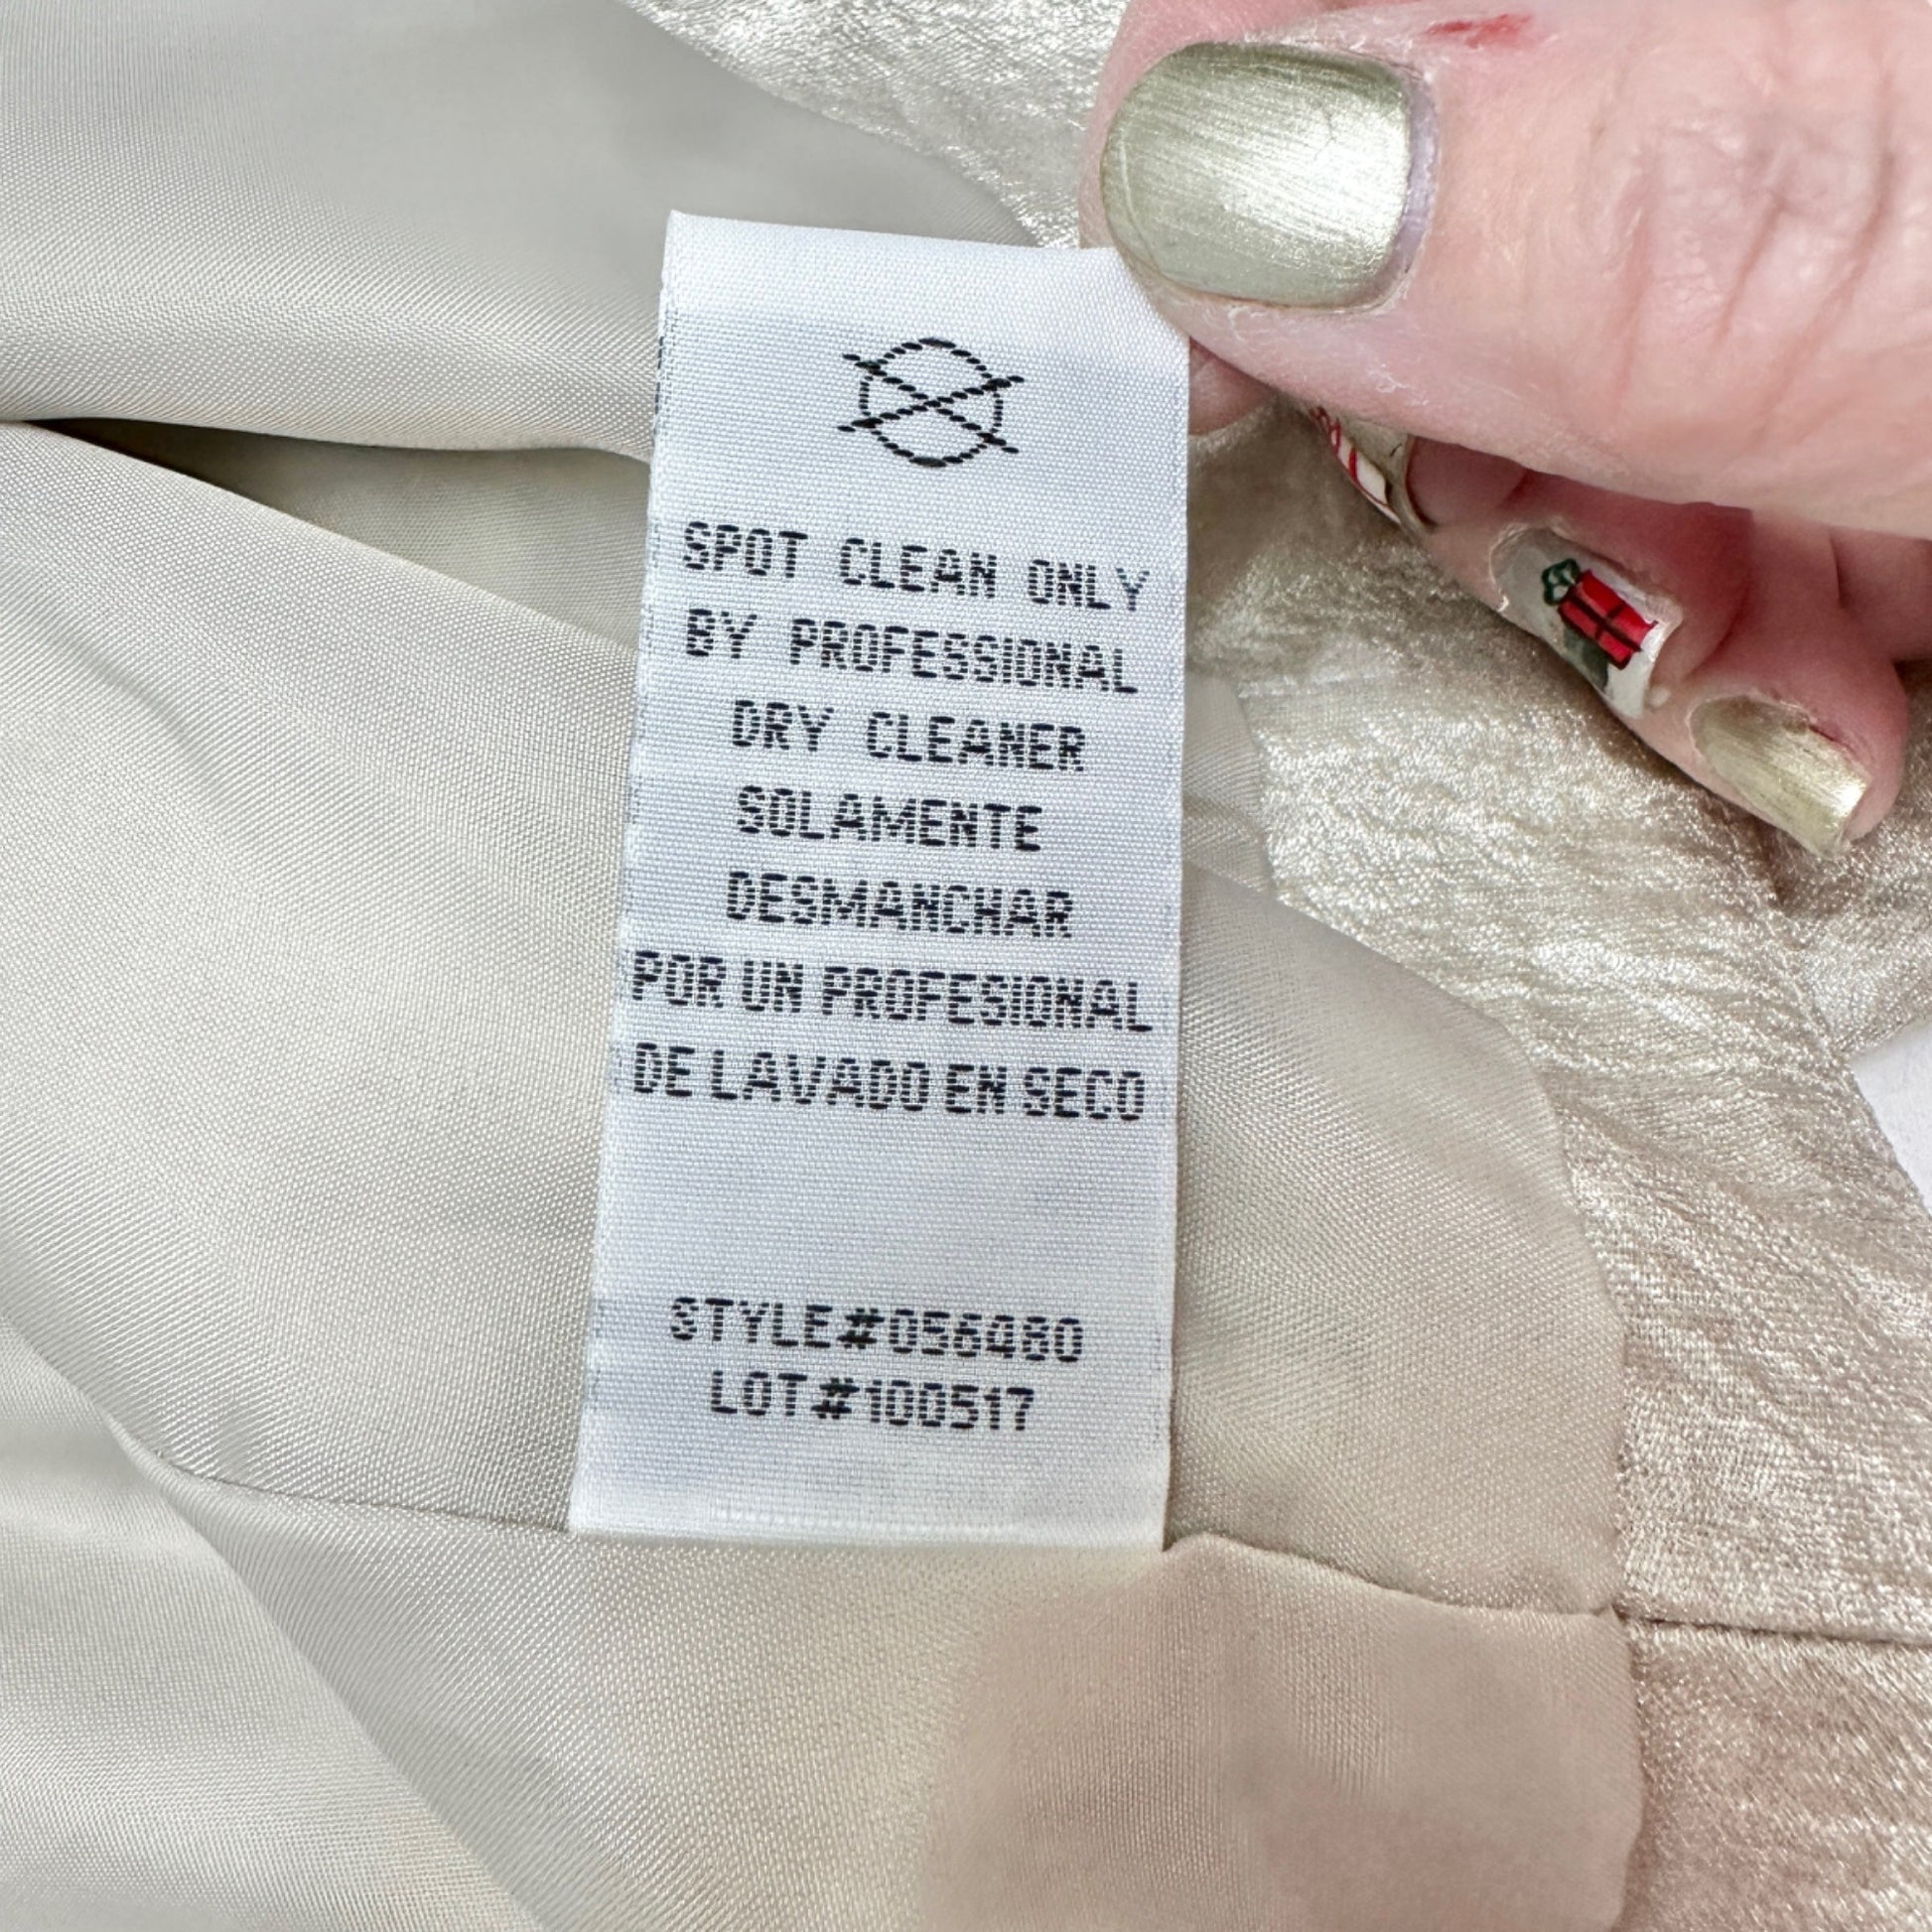 SPOT CLEAN ONLY
BY PROFESSIONAL
DRY CLEANER
SOLAMENTE
DESMANCHAR
POR UN PROFESIONAL
DE LAVADO EN SECO
STYLE#056480
LOT#100517